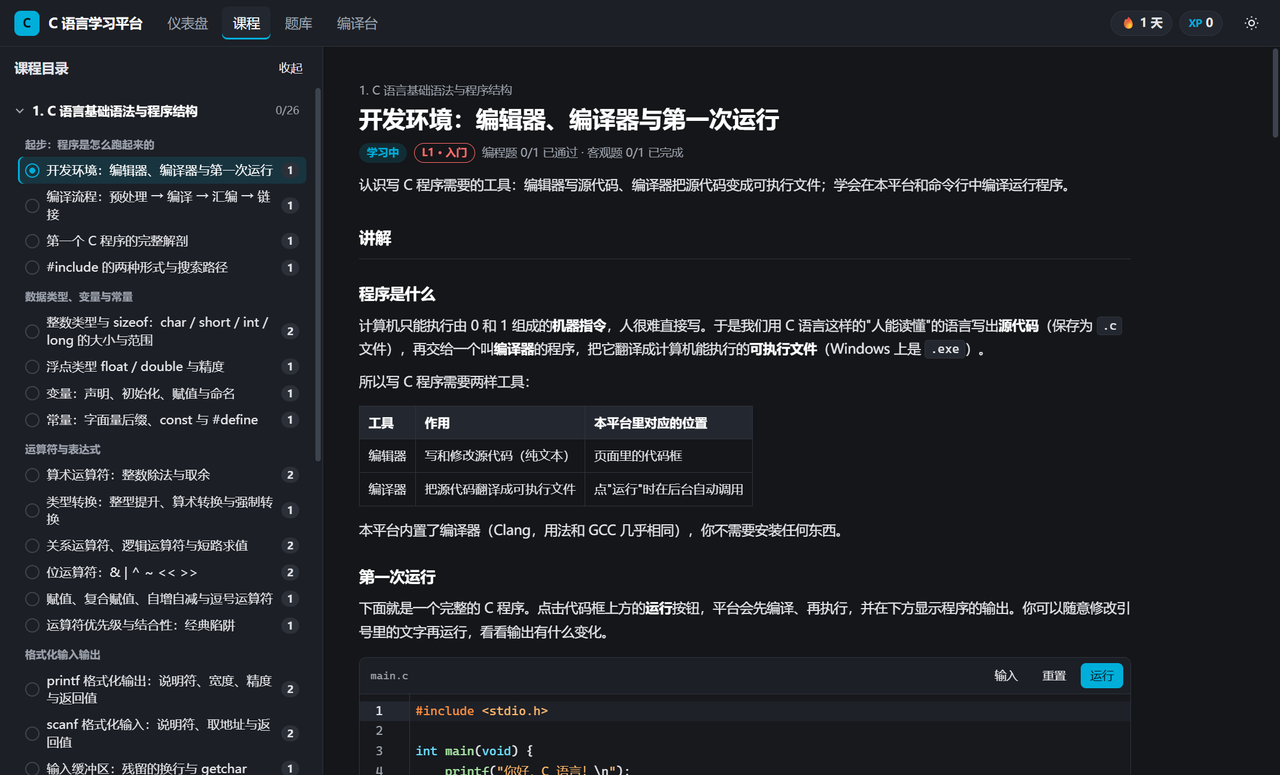 C C 语言学习平台 仪表盘 课程 题库 编译台 1 天 XP 0
课程目录 收起
1. C 语言基础语法与程序结构 0/26
起步：程序是怎么跑起来的
开发环境：编辑器、编译器与第一次运行 1
编译流程：预处理 → 编译 → 汇编 → 链
接 1
第一个 C 程序的完整解剖 1
#include 的两种形式与搜索路径 1
数据类型、变量与常量
整数类型与 sizeof：char / short / int /
long 的大小与范围 2
浮点类型 float / double 与精度 1
变量：声明、初始化、赋值与命名 1
常量：字面量后缀、const 与 #define 1
运算符与表达式
算术运算符：整数除法与取余 2
类型转换：整型提升、算术转换与强制转
换 1
关系运算符、逻辑运算符与短路求值 2
位运算符：& | ^ ~ << >> 2
赋值、复合赋值、自增自减与逗号运算符 1
运算符优先级与结合性：经典陷阱 1
格式化输入输出
printf 格式化输出：说明符、宽度、精度
与返回值 2
scanf 格式化输入：说明符、取地址与返
回值 2
输入缓冲区：残留的换行与 getchar 1
1. C 语言基础语法与程序结构
开发环境：编辑器、编译器与第一次运行
学习中 L1 • 入门 编程题 0/1 已通过 · 客观题 0/1 已完成
认识写 C 程序需要的工具：编辑器写源代码、编译器把源代码变成可执行文件；学会在本平台和命令行中编译运行程序。
讲解
程序是什么
计算机只能执行由 0 和 1 组成的机器指令，人很难直接写。于是我们用 C 语言这样的"人能读懂"的语言写出源代码（保存为 .c
文件），再交给一个叫编译器的程序，把它翻译成计算机能执行的可执行文件（Windows 上是 .exe ）。
所以写 C 程序需要两样工具：
工具 作用 本平台里对应的位置
编辑器 写和修改源代码（纯文本） 页面里的代码框
编译器 把源代码翻译成可执行文件 点"运行"时在后台自动调用
本平台内置了编译器（Clang，用法和 GCC 几乎相同），你不需要安装任何东西。
第一次运行
下面就是一个完整的 C 程序。点击代码框上方的运行按钮，平台会先编译、再执行，并在下方显示程序的输出。你可以随意修改引
号里的文字再运行，看看输出有什么变化。
main.c 输入 重置 运行
1 #include <stdio.h>
2
3 int main(void) {
4 printf("你好，C 语言！\n");